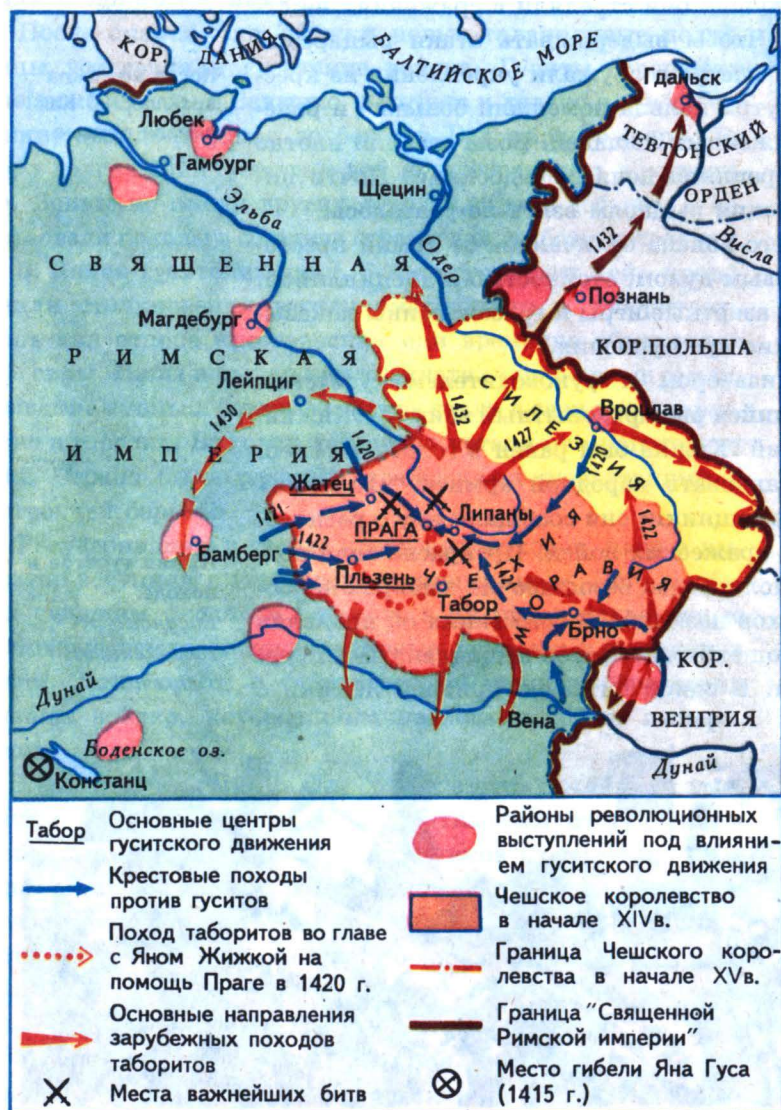 КОР. ДАНИЯ
БАЛТИЙСКОЕ МОРЕ
Гданьск
Любек
Гамбург
ТЕВТОНСКИЙ
ОРДЕН
Щецин
Эльба
Одер
Висла
1432
СВЯЩЕННАЯ
Познань
Магдебург
КОР.ПОЛЬША
РИМСКАЯ
Лейпциг
СИЛЕЗИЯ
Вроцлав
1430
1420
1432
1427
1420
ИМПЕРИЯ
Жатец
1421
ПРАГА
Липаны
1422
Бамберг
1422
Пльзень
ЧЕХИЯ
1421
МОРАВИЯ
Табор
Брно
КОР.
ВЕНГРИЯ
Дунай
Вена
Боденское оз.
Дунай
Констанц
Табор
Основные центры
гуситского движения
Крестовые походы
против гуситов
Поход таборитов во главе
с Яном Жижкой на
помощь Праге в 1420 г.
Основные направления
зарубежных походов
таборитов
Места важнейших битв
Районы революционных
выступлений под влияни-
ем гуситского движения
Чешское королевство
в начале XIVв.
Граница Чешского коро-
левства в начале XVв.
Граница "Священной
Римской империи"
Место гибели Яна Гуса
(1415 г.)